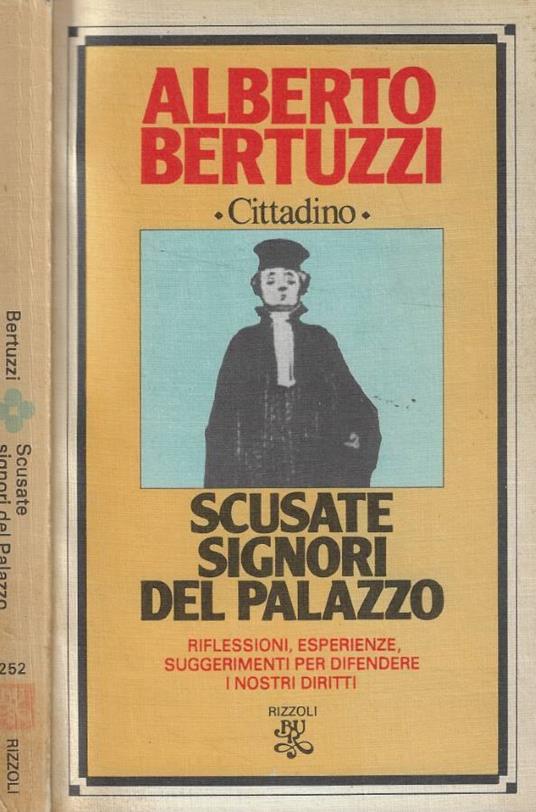 ALBERTO
BERTUZZI
Cittadino
SCUSATE
SIGNORI
DEL PALAZZO
RIFLESSIONI, ESPERIENZE,
SUGGERIMENTI PER DIFENDERE
I NOSTRI DIRITTI
RIZZOLI
BUR
Bertuzzi
Scusate
signori del Palazzo
252
RIZZOLI